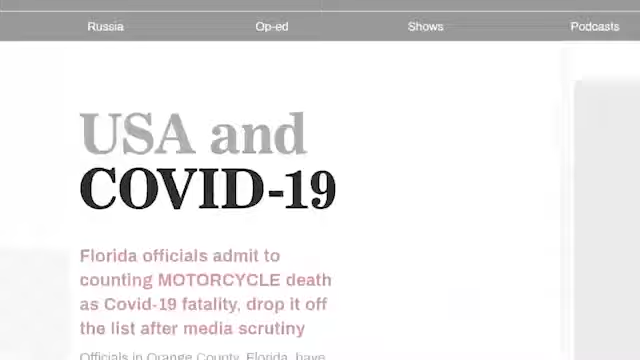 Russia Op-ed Shows Podcasts
USA and
COVID-19
Florida officials admit to
counting MOTORCYCLE death
as Covid-19 fatality, drop it off
the list after media scrutiny
Officials in Orange County, Florida, have